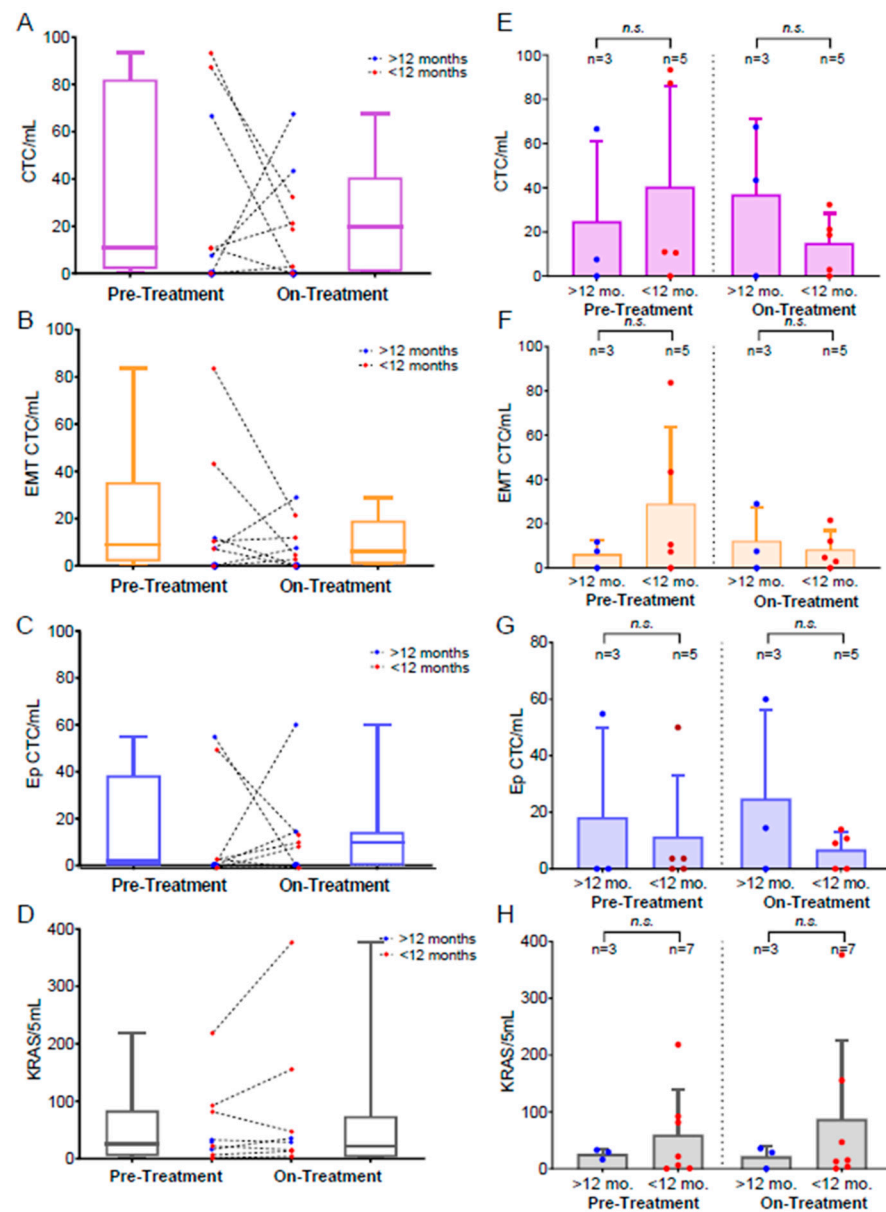 A
100
80
60
40
20
0
CTC/mL
>12 months
<12 months
Pre-Treatment
On-Treatment
B
100
80
60
40
20
0
EMT CTC/mL
>12 months
<12 months
Pre-Treatment
On-Treatment
C
100
80
60
40
20
0
Ep CTC/mL
>12 months
<12 months
Pre-Treatment
On-Treatment
D
400
300
200
100
0
KRAS/5mL
>12 months
<12 months
Pre-Treatment
On-Treatment
E
n.s. n.s.
n=3 n=5 n=3 n=5
100
80
60
40
20
0
CTC/mL
>12 mo. <12 mo. >12 mo. <12 mo.
Pre-Treatment On-Treatment
F
n.s. n.s.
n=3 n=5 n=3 n=5
100
80
60
40
20
0
EMT CTC/mL
>12 mo. <12 mo. >12 mo. <12 mo.
Pre-Treatment On-Treatment
G
n.s. n.s.
n=3 n=5 n=3 n=5
80
60
40
20
0
Ep CTC/mL
>12 mo. <12 mo. >12 mo. <12 mo.
Pre-Treatment On-Treatment
H
n.s. n.s.
n=3 n=7 n=3 n=7
400
300
200
100
0
KRAS/5mL
>12 mo. <12 mo. >12 mo. <12 mo.
Pre-Treatment On-Treatment